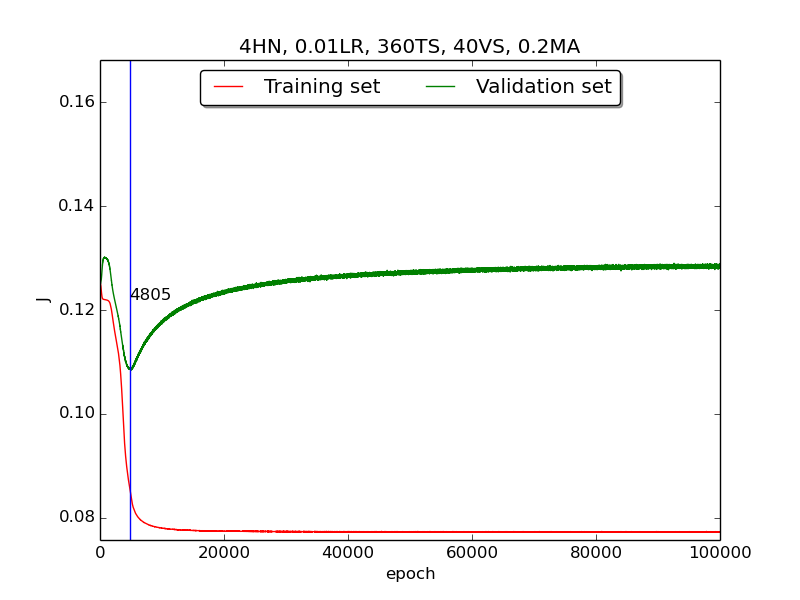 4HN, 0.01LR, 360TS, 40VS, 0.2MA
Training set Validation set
0.16
0.14
0.12
0.10
0.08
J
4805
0 20000 40000 60000 80000 100000
epoch